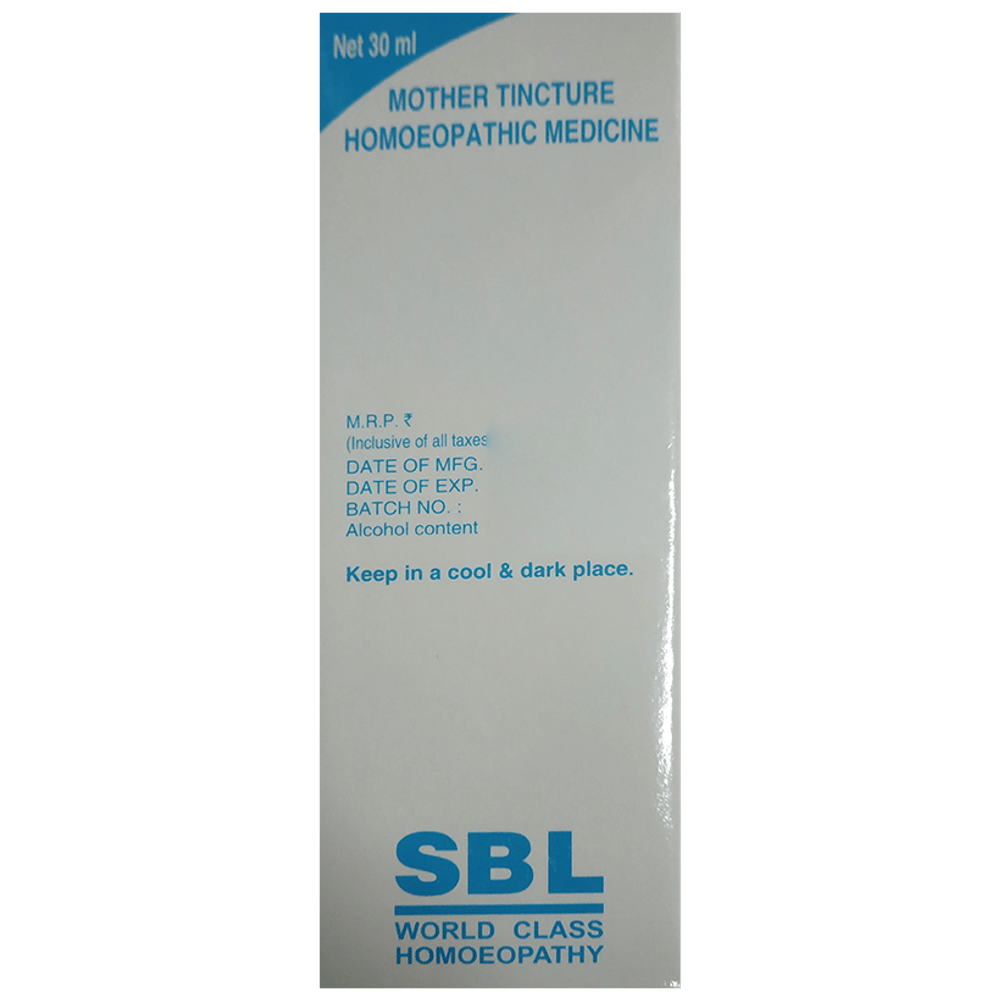 Net 30 ml
MOTHER TINCTURE
HOMOEOPATHIC MEDICINE
M.R.P. ₹
(Inclusive of all taxes
DATE OF MFG.
DATE OF EXP.
BATCH NO. :
Alcohol content
Keep in a cool & dark place.
SBL
WORLD CLASS
HOMOEOPATHY